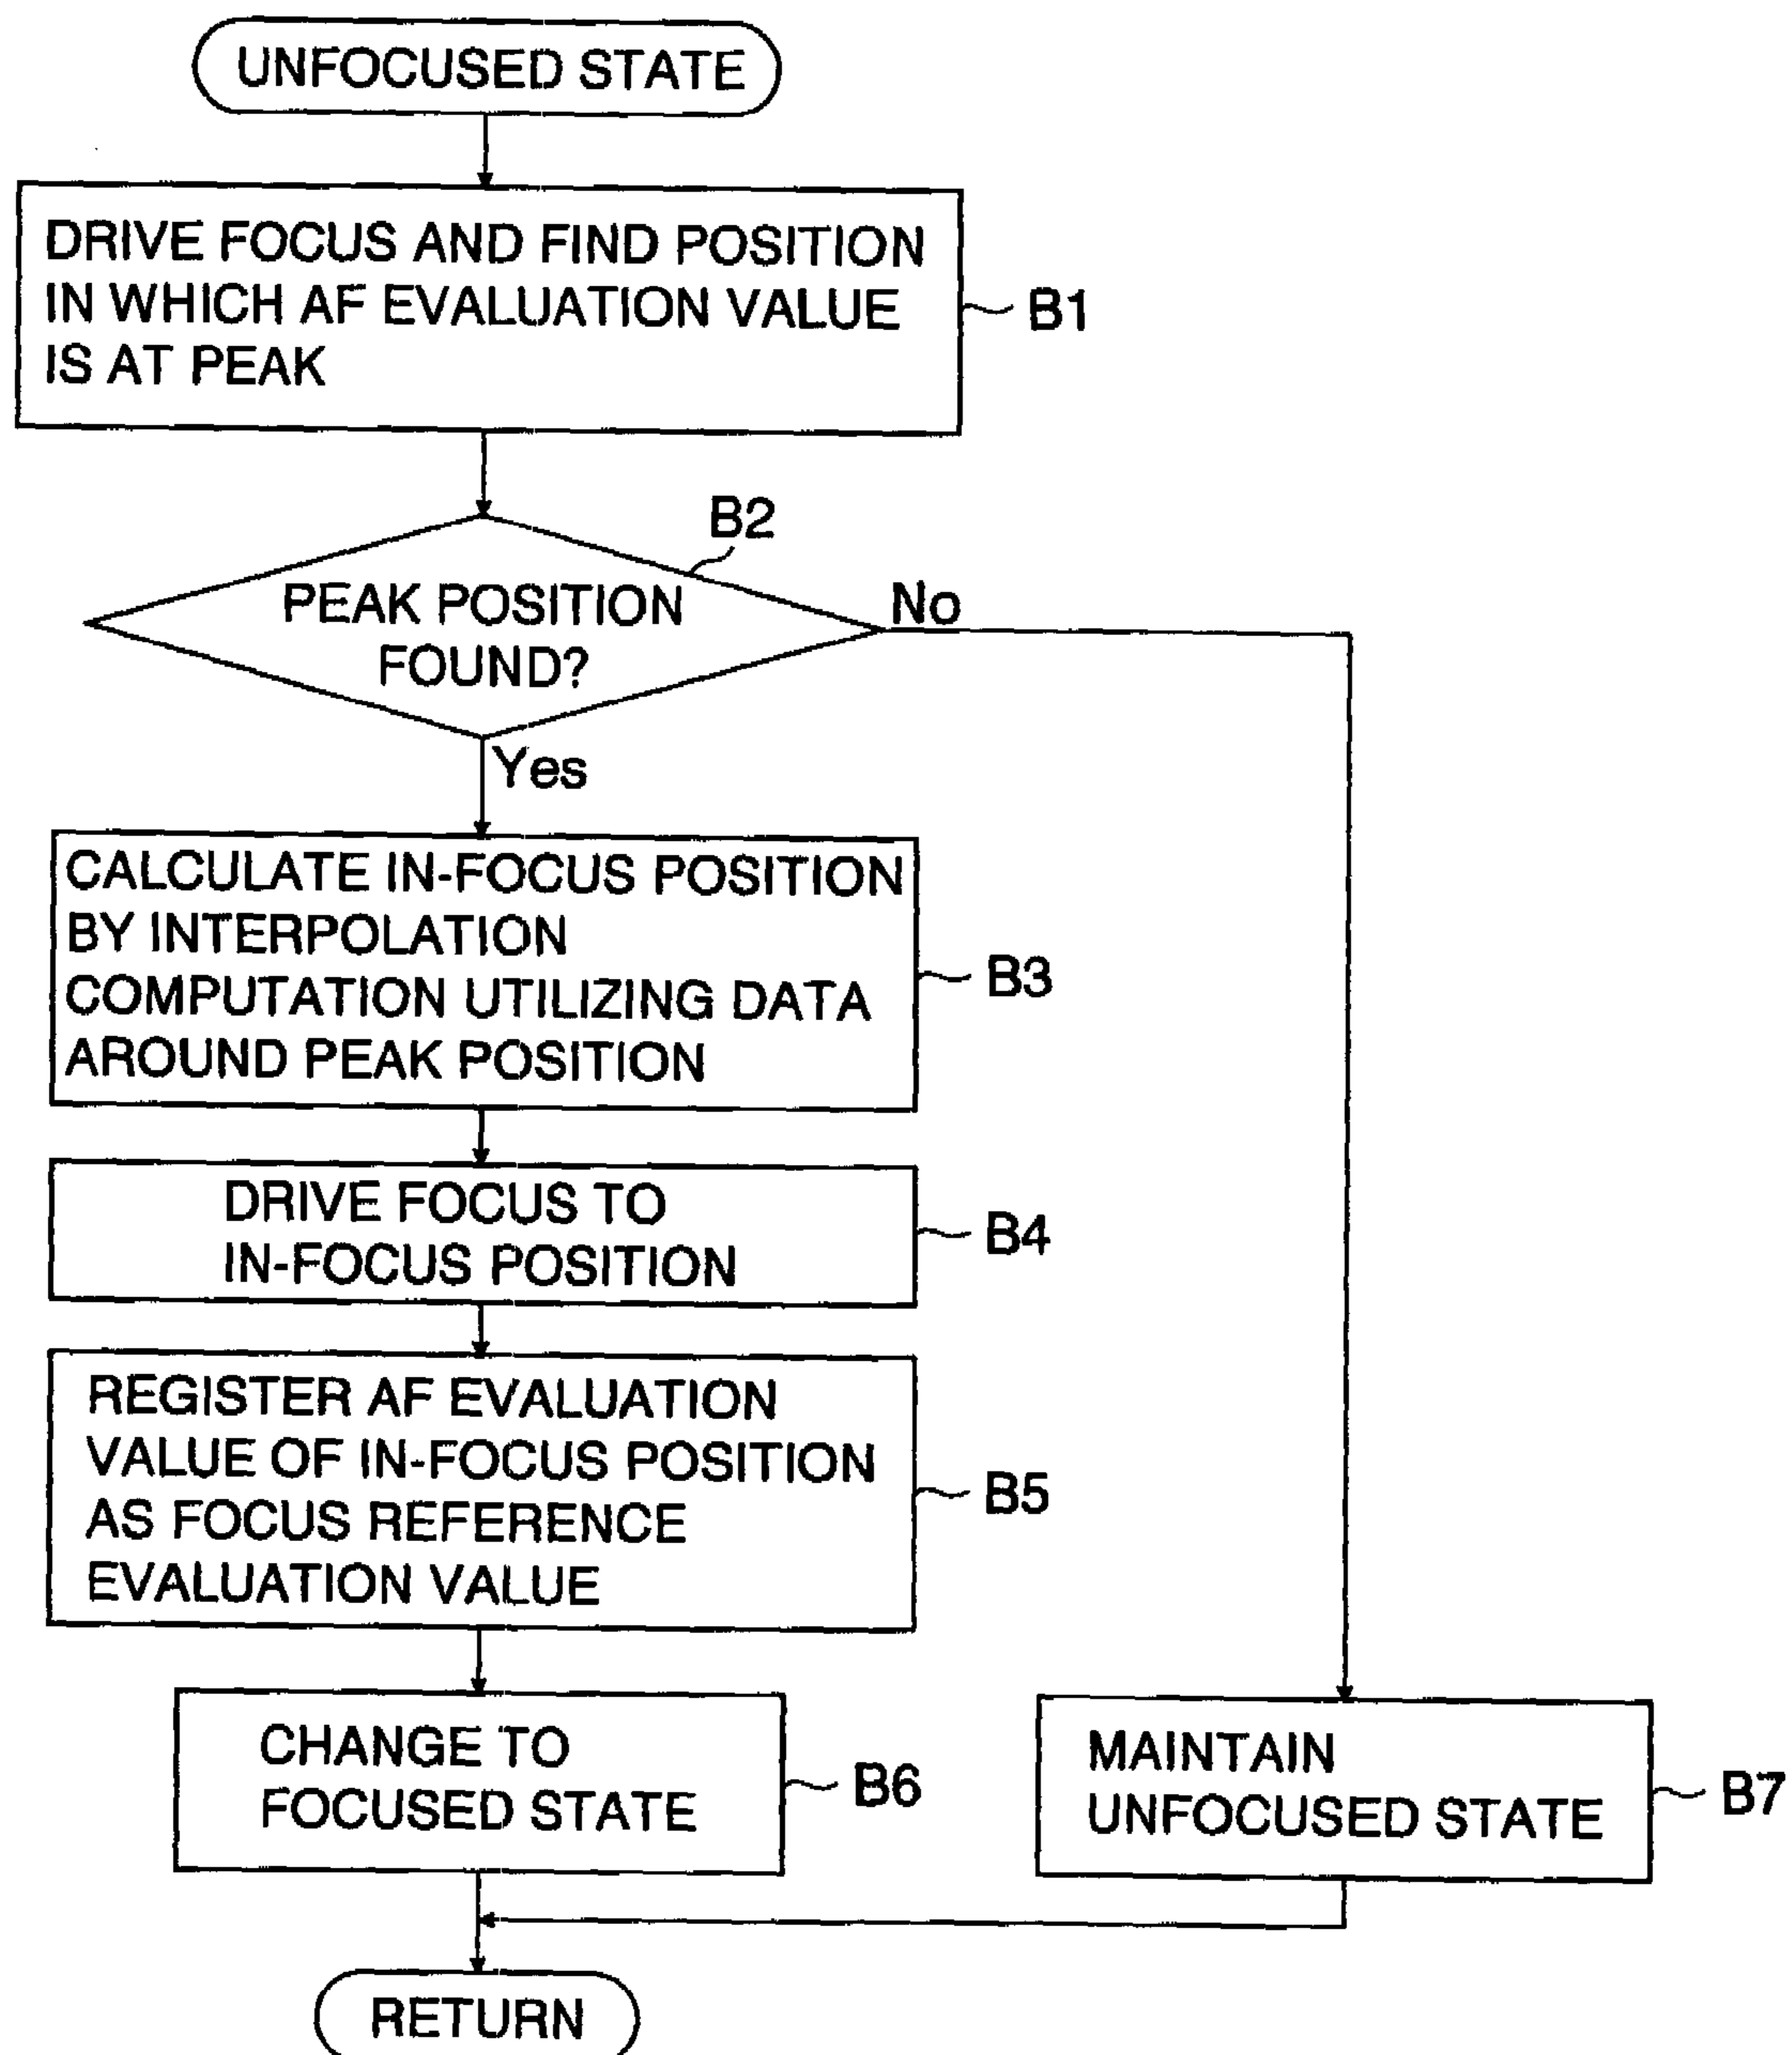 UNFOCUSED STATE
DRIVE FOCUS AND FIND POSITION
IN WHICH AF EVALUATION VALUE
IS AT PEAK
B1
B2
PEAK POSITION
FOUND?
No
Yes
CALCULATE IN-FOCUS POSITION
BY INTERPOLATION
COMPUTATION UTILIZING DATA
AROUND PEAK POSITION
B3
DRIVE FOCUS TO
IN-FOCUS POSITION
B4
REGISTER AF EVALUATION
VALUE OF IN-FOCUS POSITION
AS FOCUS REFERENCE
EVALUATION VALUE
B5
CHANGE TO
FOCUSED STATE
B6
MAINTAIN
UNFOCUSED STATE
B7
RETURN